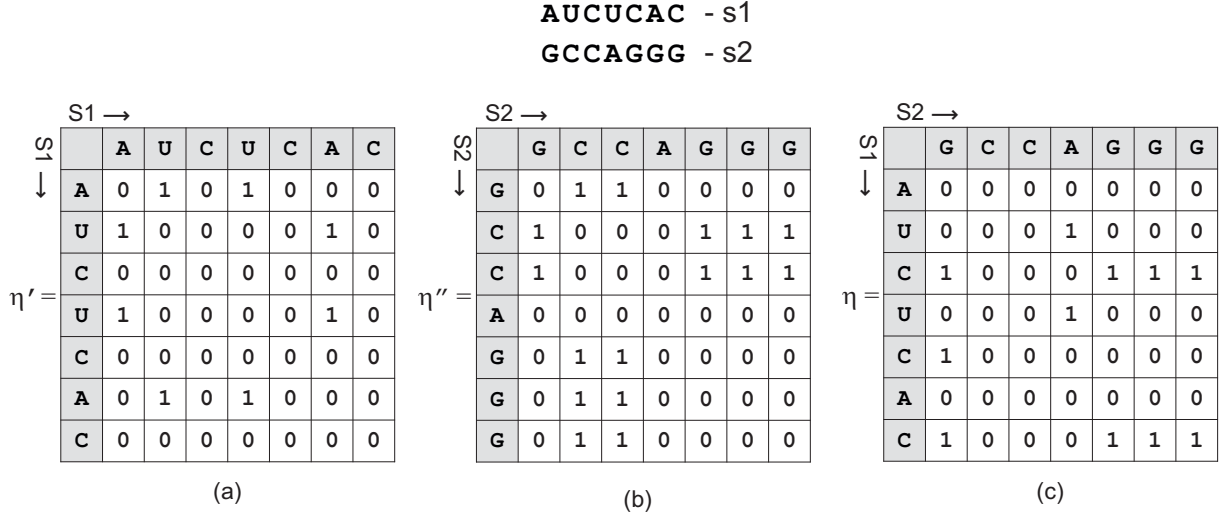 AUCUCAC - s1
GCCAGGG - s2
S1 →
S1 →
A U C U C A C
A 0 1 0 1 0 0 0
U 1 0 0 0 0 1 0
C 0 0 0 0 0 0 0
η′ = U 1 0 0 0 0 1 0
C 0 0 0 0 0 0 0
A 0 1 0 1 0 0 0
C 0 0 0 0 0 0 0
(a)
S2 →
S2 →
G C C A G G G
G 0 1 1 0 0 0 0
C 1 0 0 0 1 1 1
C 1 0 0 0 1 1 1
η″ = A 0 0 0 0 0 0 0
G 0 1 1 0 0 0 0
G 0 1 1 0 0 0 0
G 0 1 1 0 0 0 0
(b)
S2 →
S1 →
G C C A G G G
A 0 0 0 0 0 0 0
U 0 0 0 1 0 0 0
C 1 0 0 0 1 1 1
η = U 0 0 0 1 0 0 0
C 1 0 0 0 0 0 0
A 0 0 0 0 0 0 0
C 1 0 0 0 1 1 1
(c)